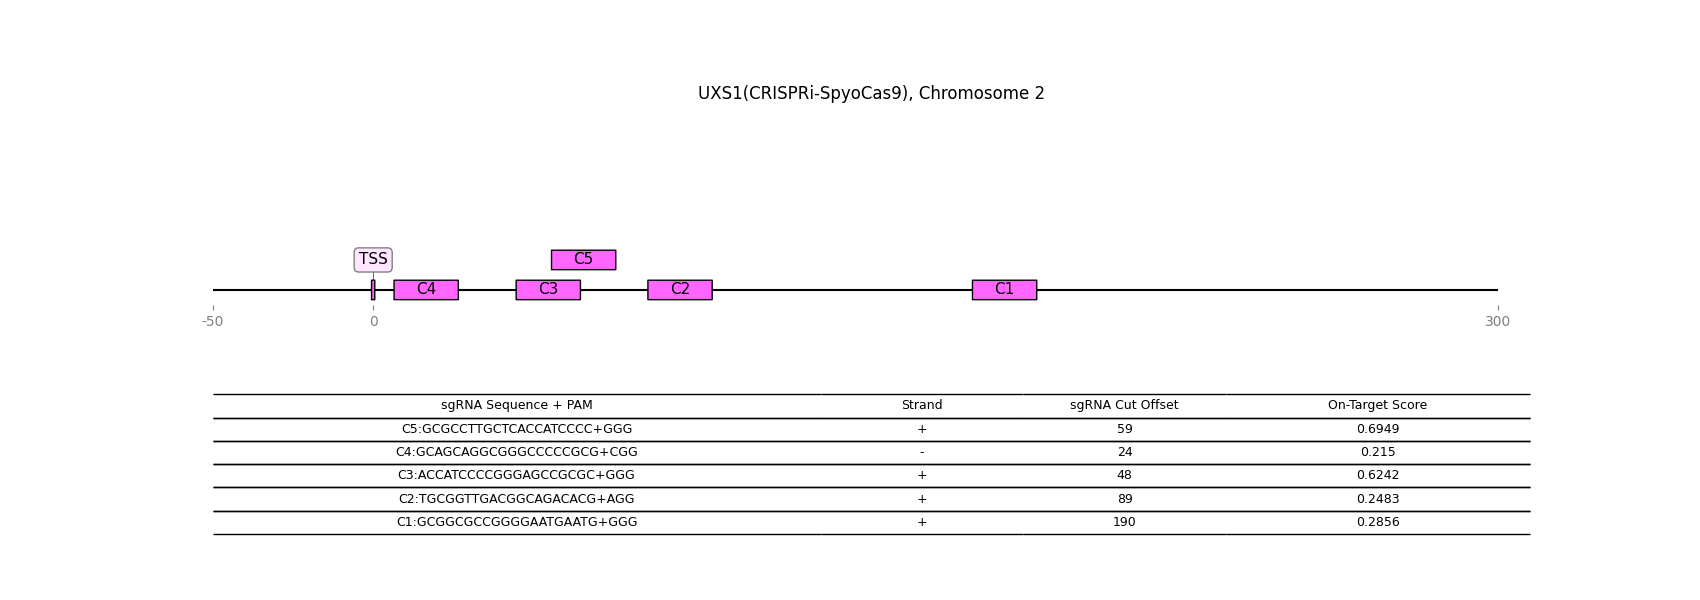 UXS1(CRISPRi-SpyoCas9), Chromosome 2
TSS C5
C4 C3 C2 C1
-50 0 300
sgRNA Sequence + PAM Strand sgRNA Cut Offset On-Target Score
C5:GCGCCTTGCTCACCATCCCC+GGG + 59 0.6949
C4:GCAGCAGGCGGGCCCCCGCG+CGG - 24 0.215
C3:ACCATCCCCGGGAGCCGCGC+GGG + 48 0.6242
C2:TGCGGTTGACGGCAGACACG+AGG + 89 0.2483
C1:GCGGCGCCGGGGAATGAATG+GGG + 190 0.2856